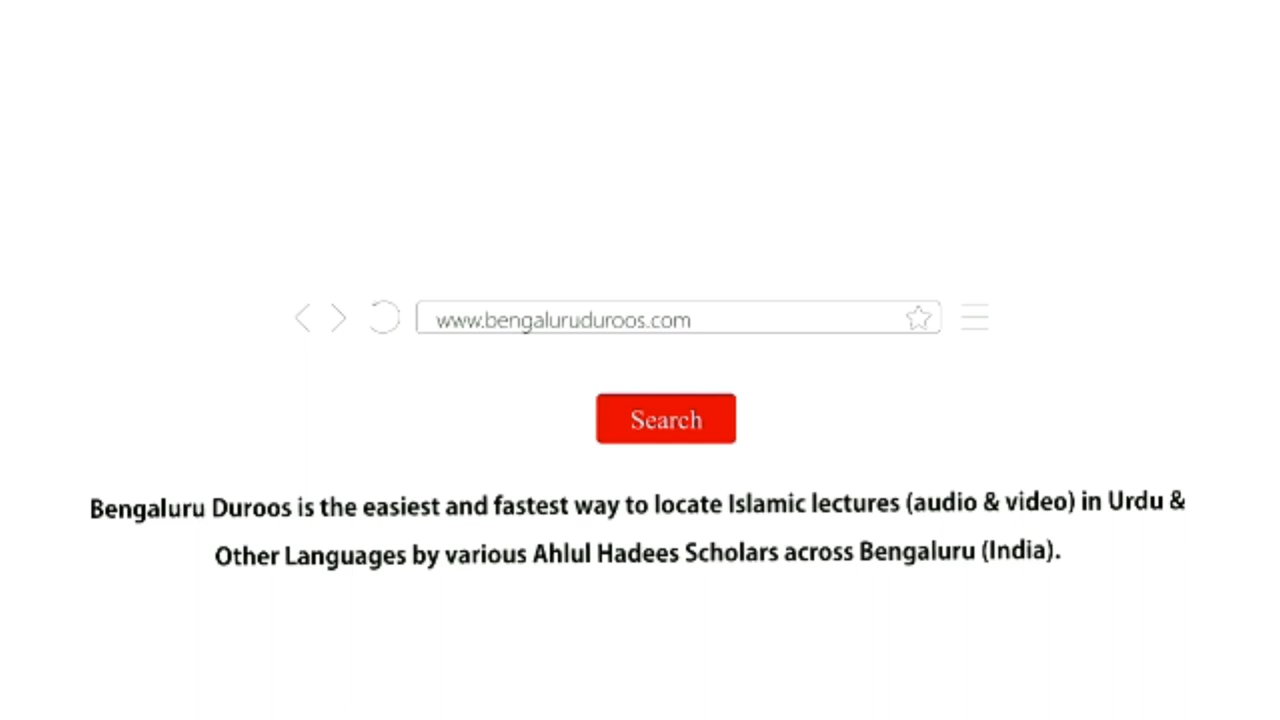 www.bengaluruduroos.com
Search
Bengaluru Duroos is the easiest and fastest way to locate Islamic lectures (audio & video) in Urdu &
Other Languages by various Ahlul Hadees Scholars across Bengaluru (India).